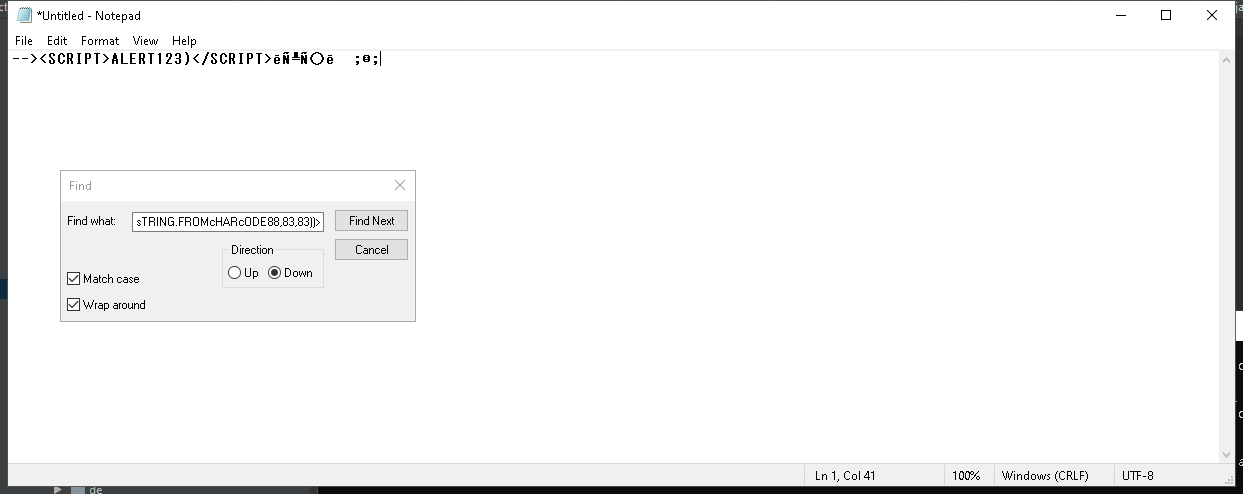 *Untitled - Notepad
File Edit Format View Help
--><SCRIPT>ALERT123)</SCRIPT>
Find
Find what: sTRING.FROMcHARcODE88,83,83))> Find Next
Direction Cancel
Up Down
Match case
Wrap around
Ln 1, Col 41 100% Windows (CRLF) UTF-8
de